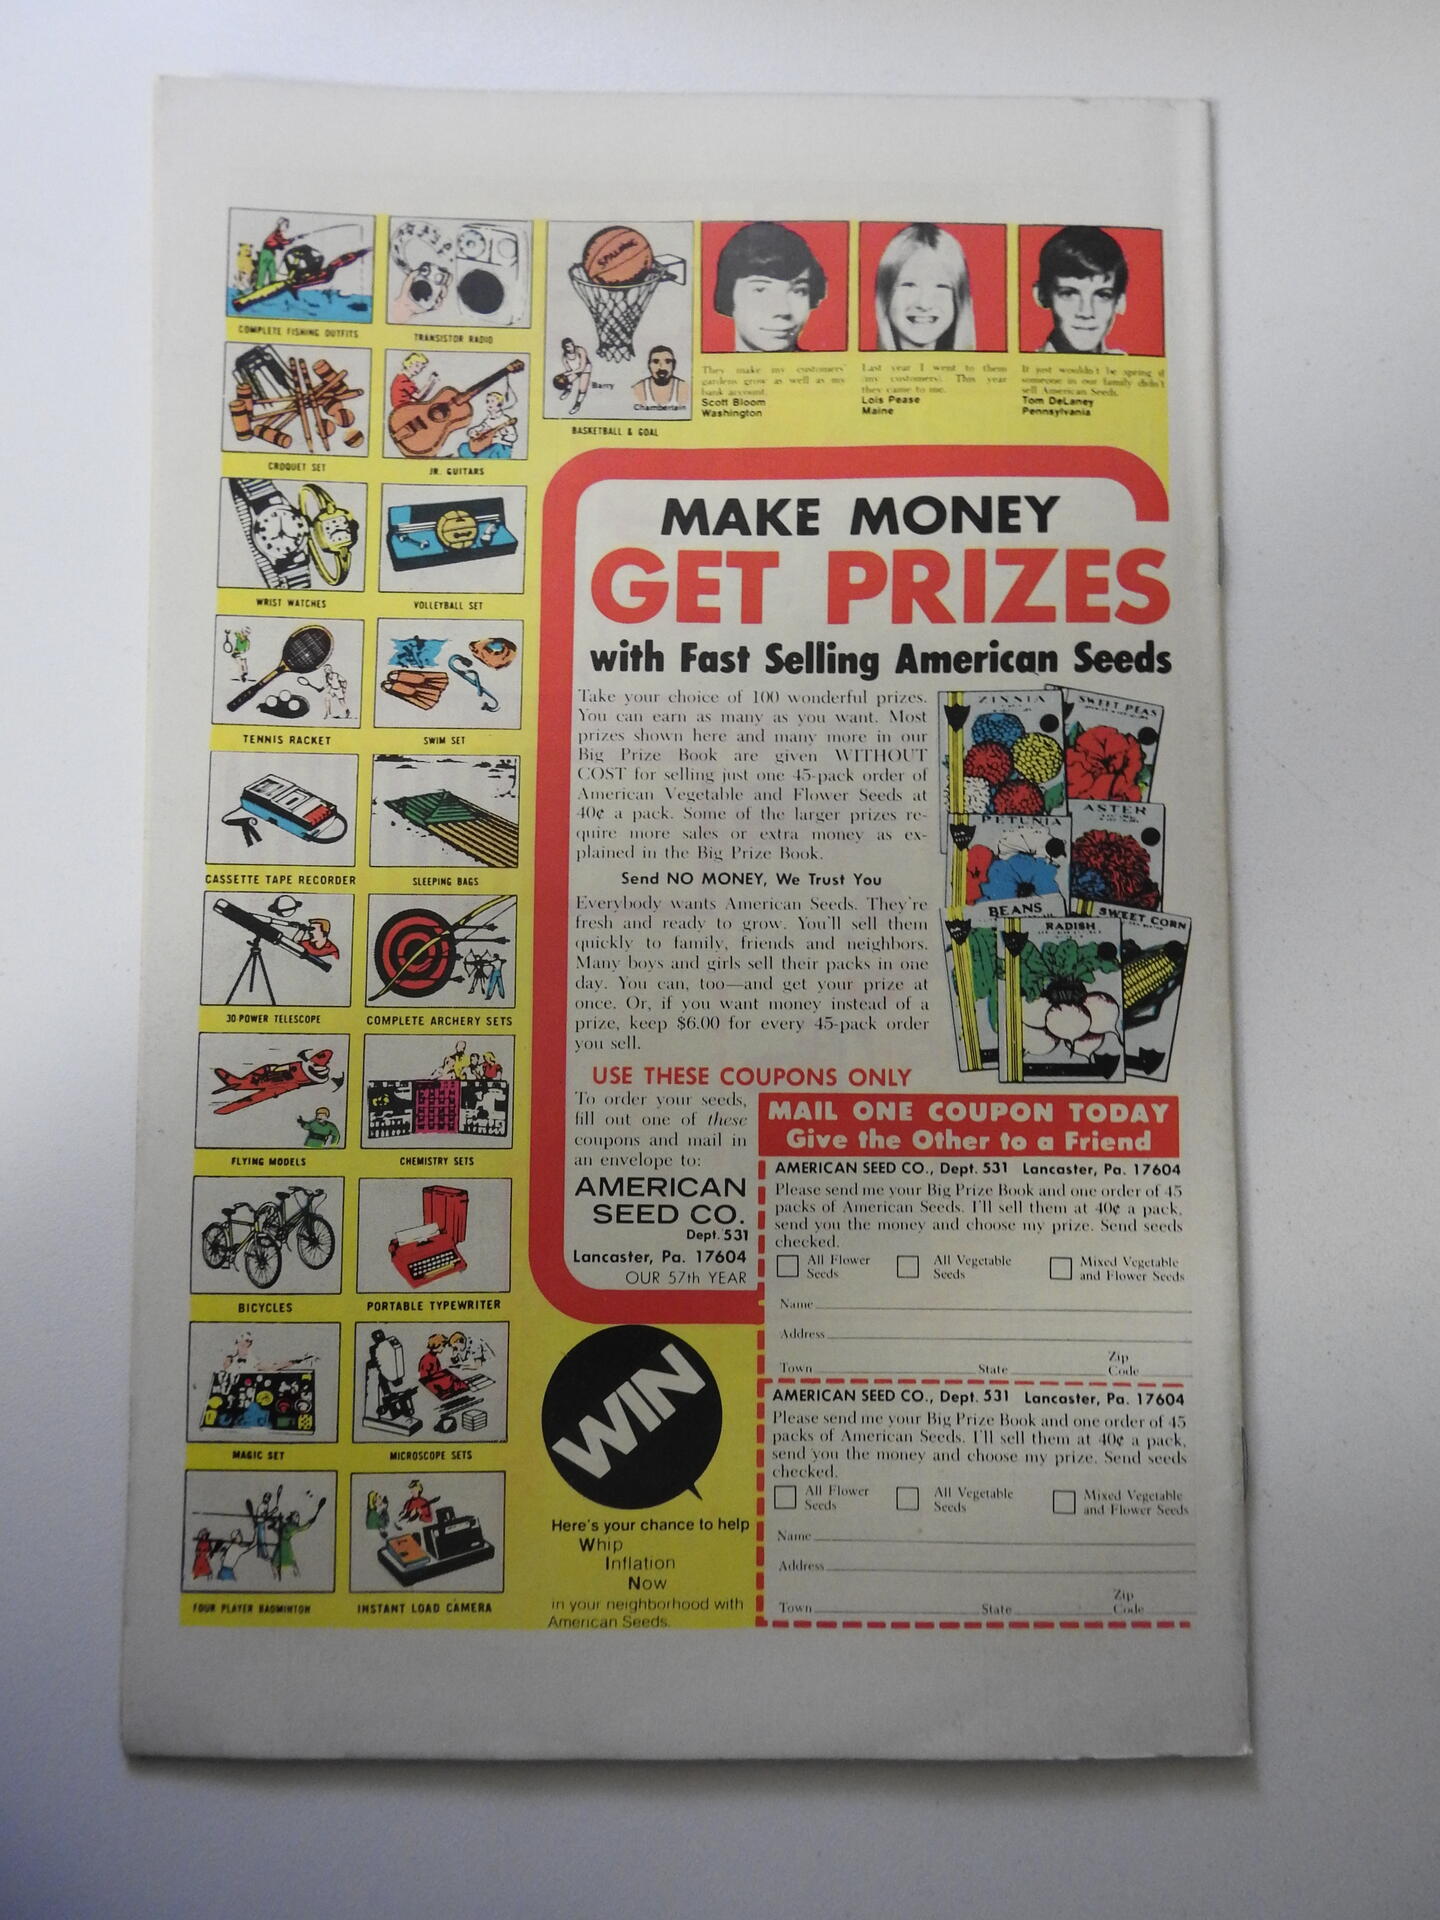 COMPLETE FISHING OUTFITS
TRANSISTOR RADIO
CROQUET SET
JR. GUITARS
WRIST WATCHES
VOLLEYBALL SET
TENNIS RACKET
SWIM SET
CASSETTE TAPE RECORDER
SLEEPING BAGS
30 POWER TELESCOPE
COMPLETE ARCHERY SETS
FLYING MODELS
CHEMISTRY SETS
BICYCLES
PORTABLE TYPEWRITER
MAGIC SET
MICROSCOPE SETS
FOUR PLAYER BADMINTON
INSTANT LOAD CAMERA
SPALDING
Barry
Chamberlain
BASKETBALL & GOAL
They make my customers'
gardens grow as well as my
bank account.
Scott Bloom
Washington
Last year I went to them
(my customers). This year
they came to me.
Lois Pease
Maine
It just wouldn't be spring if
someone in our family didn't
sell American Seeds.
Tom DeLaney
Pennsylvania
MAKE MONEY
GET PRIZES
with Fast Selling American Seeds
Take your choice of 100 wonderful prizes.
You can earn as many as you want. Most
prizes shown here and many more in our
Big Prize Book are given WITHOUT
COST for selling just one 45-pack order of
American Vegetable and Flower Seeds at
40¢ a pack. Some of the larger prizes re-
quire more sales or extra money as ex-
plained in the Big Prize Book.
Send NO MONEY, We Trust You
Everybody wants American Seeds. They're
fresh and ready to grow. You'll sell them
quickly to family, friends and neighbors.
Many boys and girls sell their packs in one
day. You can, too—and get your prize at
once. Or, if you want money instead of a
prize, keep $6.00 for every 45-pack order
you sell.
ZINNIA
SWEET PEAS
PETUNIA
ASTER
BEANS
RADISH
SWEET CORN
USE THESE COUPONS ONLY
To order your seeds,
fill out one of these
coupons and mail in
an envelope to:
AMERICAN
SEED CO.
Dept. 531
Lancaster, Pa. 17604
OUR 57th YEAR
MAIL ONE COUPON TODAY
Give the Other to a Friend
AMERICAN SEED CO., Dept. 531 Lancaster, Pa. 17604
Please send me your Big Prize Book and one order of 45
packs of American Seeds. I'll sell them at 40¢ a pack,
send you the money and choose my prize. Send seeds
checked.
All Flower Seeds
All Vegetable Seeds
Mixed Vegetable and Flower Seeds
Name
Address
Town State Zip Code
AMERICAN SEED CO., Dept. 531 Lancaster, Pa. 17604
Please send me your Big Prize Book and one order of 45
packs of American Seeds. I'll sell them at 40¢ a pack,
send you the money and choose my prize. Send seeds
checked.
All Flower Seeds
All Vegetable Seeds
Mixed Vegetable and Flower Seeds
Name
Address
Town State Zip Code
WIN
Here's your chance to help
Whip
Inflation
Now
in your neighborhood with
American Seeds.